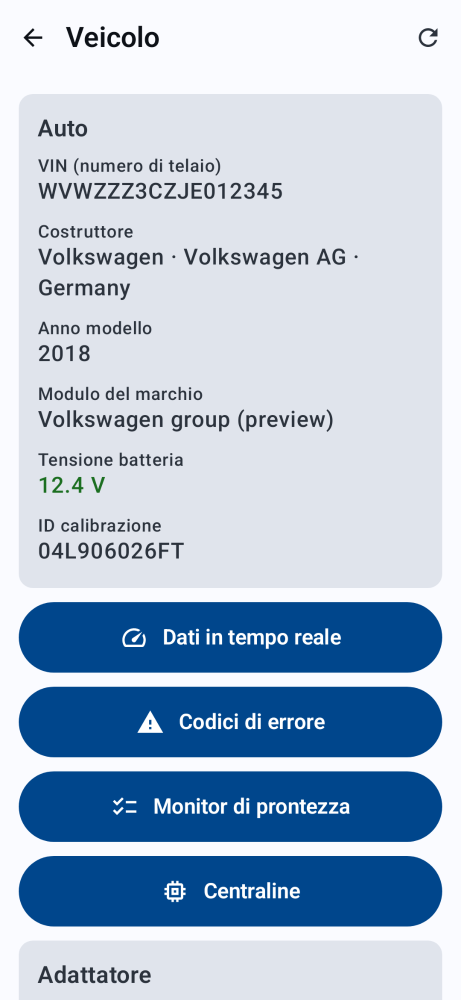 Veicolo
Auto
VIN (numero di telaio)
WVWZZZ3CZJE012345
Costruttore
Volkswagen · Volkswagen AG ·
Germany
Anno modello
2018
Modulo del marchio
Volkswagen group (preview)
Tensione batteria
12.4 V
ID calibrazione
04L906026FT
Dati in tempo reale
Codici di errore
Monitor di prontezza
Centraline
Adattatore